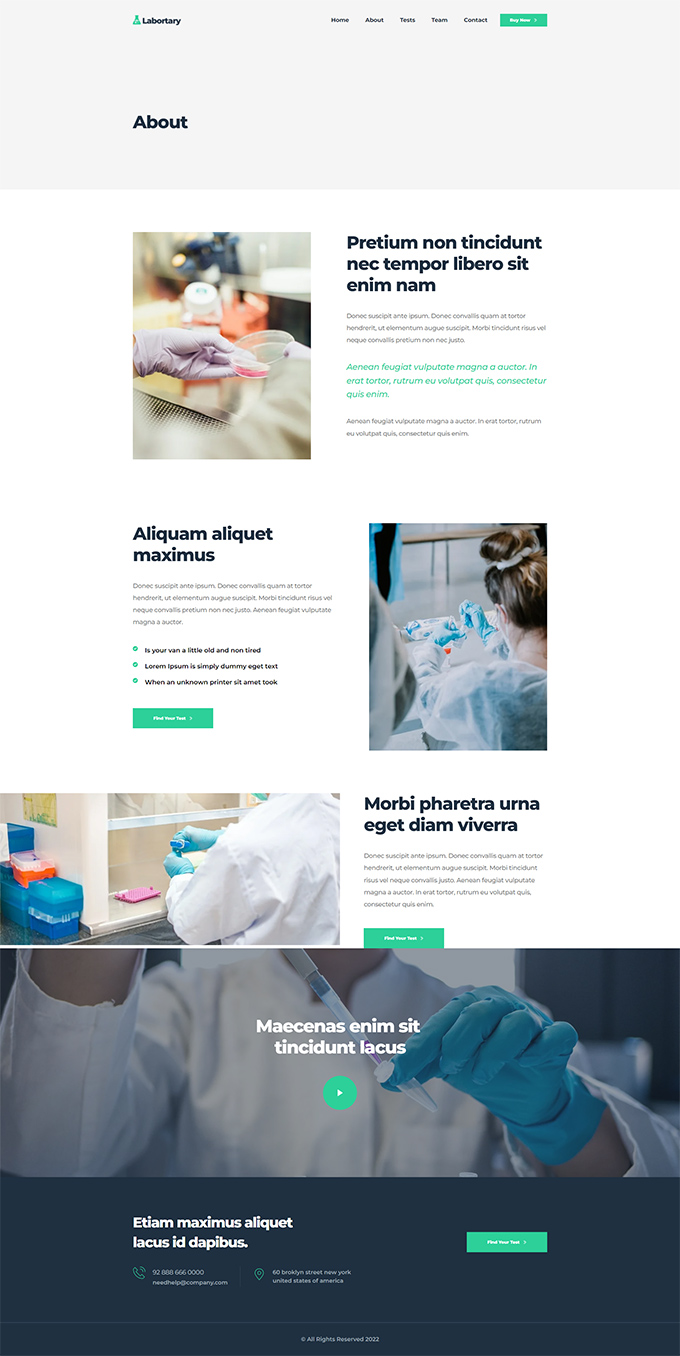 Labortary
Home About Tests Team Contact Buy Now
About
Pretium non tincidunt
nec tempor libero sit
enim nam
Donec suscipit ante ipsum. Donec convallis quam at tortor
hendrerit, ut elementum augue suscipit. Morbi tincidunt risus vel
neque convallis pretium non nec justo.
Aenean feugiat vulputate magna a auctor. In
erat tortor, rutrum eu volutpat quis, consectetur
quis enim.
Aenean feugiat vulputate magna a auctor. In erat tortor, rutrum
eu volutpat quis, consectetur quis enim.
Aliquam aliquet
maximus
Donec suscipit ante ipsum. Donec convallis quam at tortor
hendrerit, ut elementum augue suscipit. Morbi tincidunt risus vel
neque convallis pretium non nec justo. Aenean feugiat vulputate
magna a auctor.
Is your van a little old and non tired
Lorem Ipsum is simply dummy eget text
When an unknown printer sit amet took
Find Your Test
Morbi pharetra urna
eget diam viverra
Donec suscipit ante ipsum. Donec convallis quam at tortor
hendrerit, ut elementum augue suscipit. Morbi tincidunt
risus vel neque convallis justo. Aenean feugiat vulputate
magna a auctor. In erat tortor, rutrum eu volutpat quis,
consectetur quis enim.
Find Your Test
Maecenas enim sit
tincidunt lacus
Etiam maximus aliquet
lacus id dapibus.
Find Your Test
92 888 666 0000
needhelp@company.com
60 broklyn street new york
united states of america
© All Rights Reserved 2022